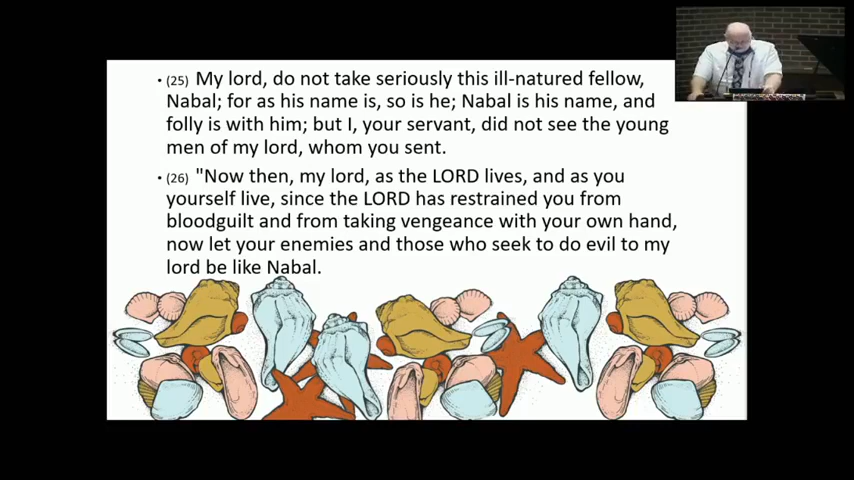 • (25) My lord, do not take seriously this ill-natured fellow,
Nabal; for as his name is, so is he; Nabal is his name, and
folly is with him; but I, your servant, did not see the young
men of my lord, whom you sent.
• (26) "Now then, my lord, as the LORD lives, and as you
yourself live, since the LORD has restrained you from
bloodguilt and from taking vengeance with your own hand,
now let your enemies and those who seek to do evil to my
lord be like Nabal.